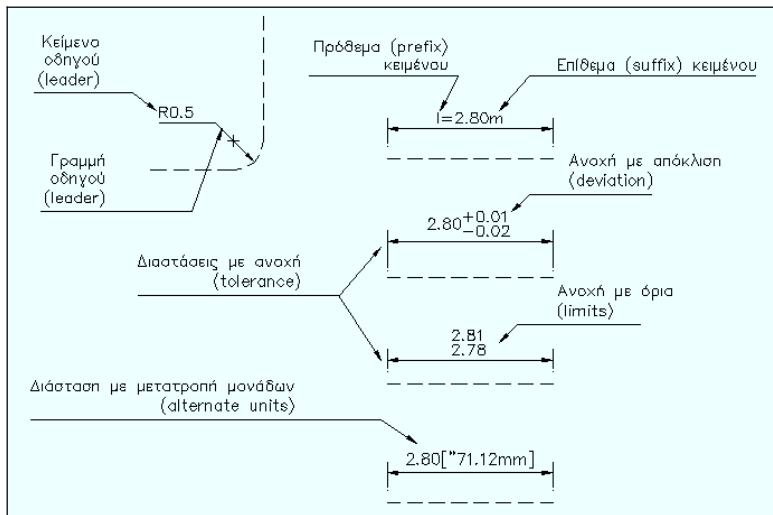 Κείμενο
οδηγού
(leader)
R0.5
Γραμμή
οδηγού
(leader)
Πρόθεμα (prefix)
κειμένου
Επίθεμα (suffix) κειμένου
l=2.80m
Ανοχή με απόκλιση
(deviation)
2.80+0.01
-0.02
Διαστάσεις με ανοχή
(tolerance)
Ανοχή με όρια
(limits)
2.81
2.78
Διάσταση με μετατροπή μονάδων
(alternate units)
2.80["71.12mm]